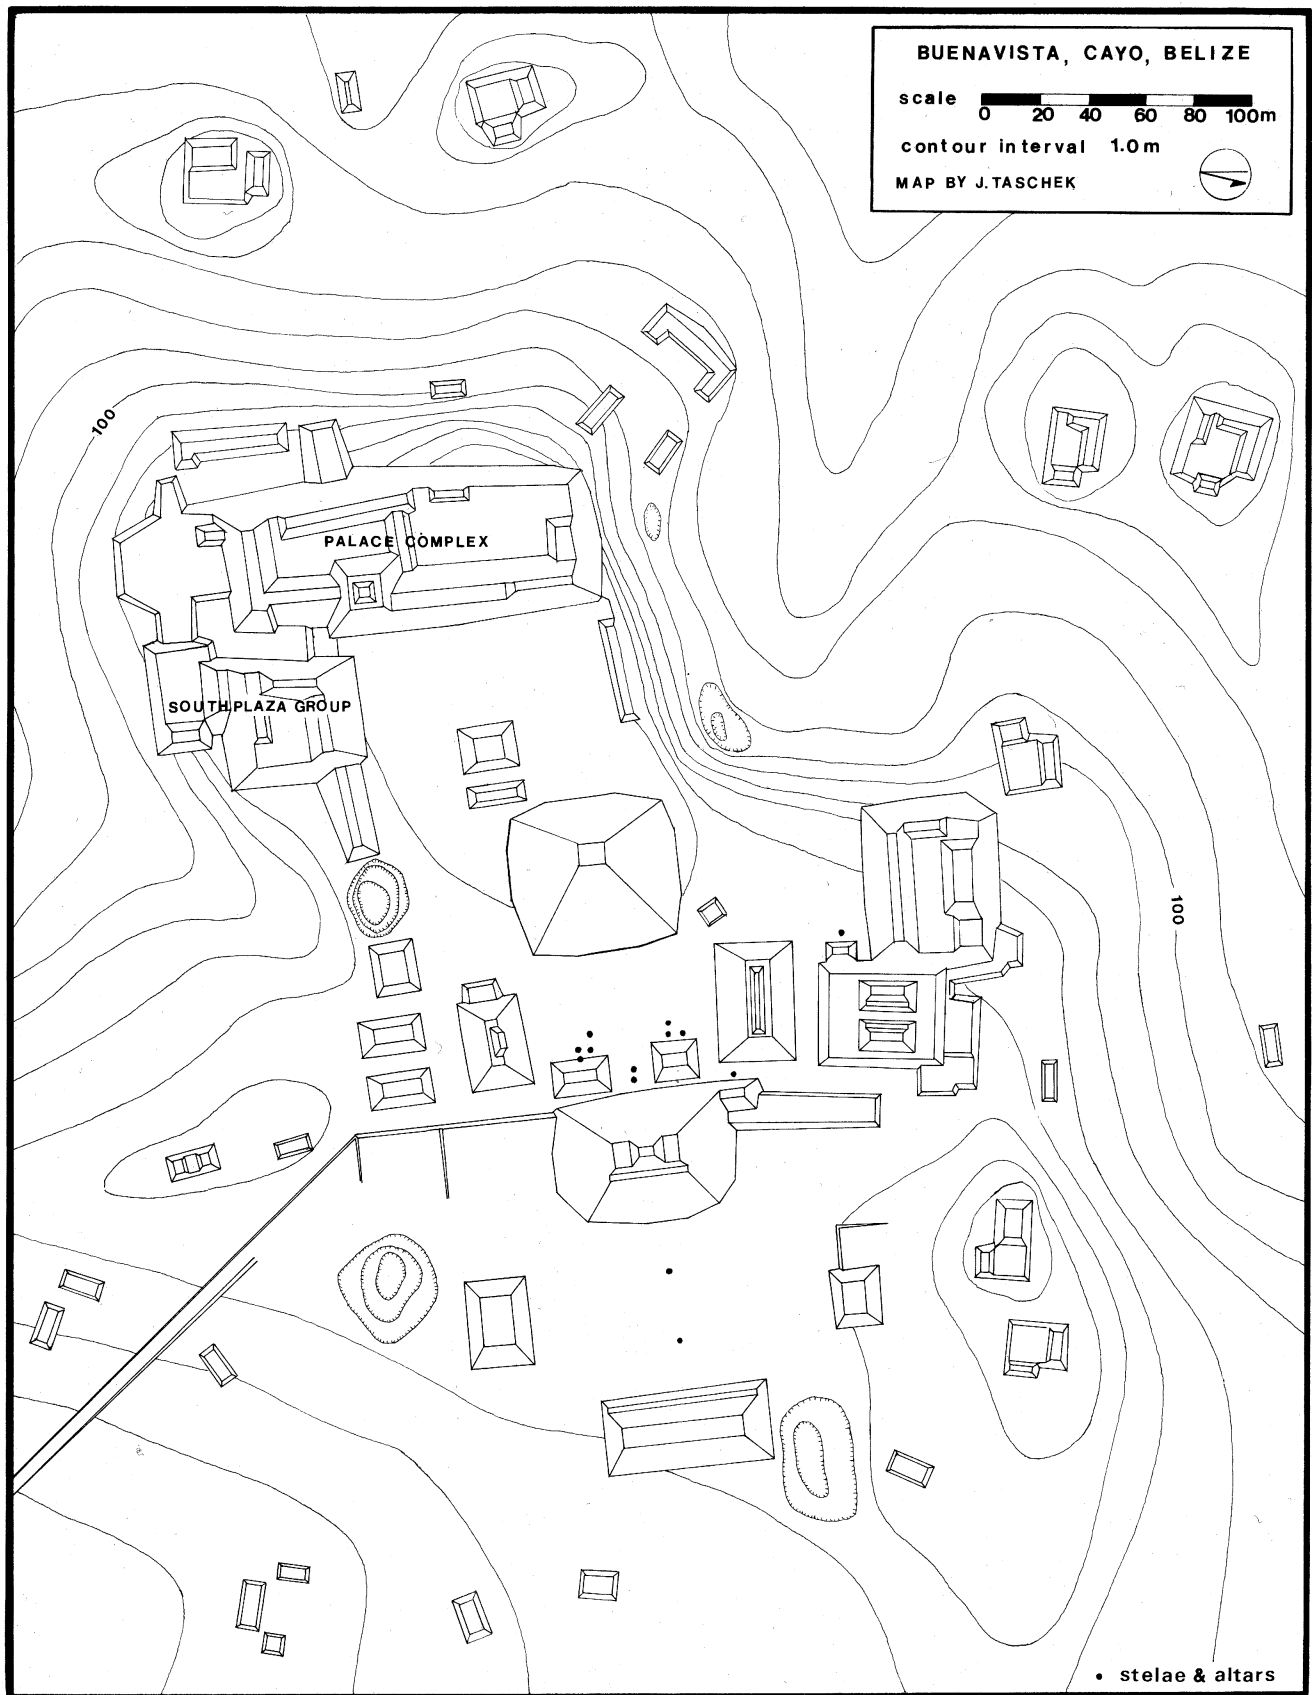 BUENAVISTA, CAYO, BELIZE
scale
0 20 40 60 80 100m
contour interval 1.0m
MAP BY J.TASCHEK
100
PALACE COMPLEX
SOUTH PLAZA GROUP
100
• stelae & altars